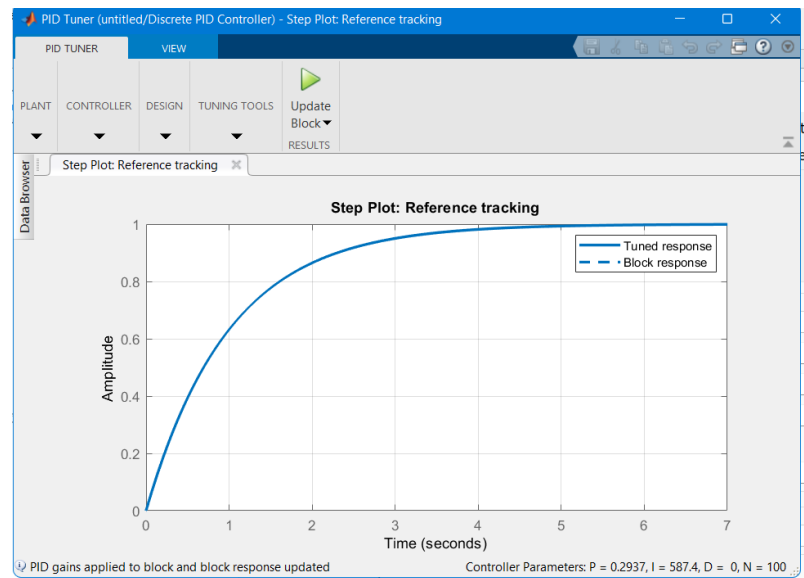 PID Tuner (untitled/Discrete PID Controller) - Step Plot: Reference tracking
PID TUNER
VIEW
PLANT
CONTROLLER
DESIGN
TUNING TOOLS
Update
Block
RESULTS
Data Browser
Step Plot: Reference tracking
Step Plot: Reference tracking
Tuned response
Block response
Amplitude
1
0.8
0.6
0.4
0.2
0
0 1 2 3 4 5 6 7
Time (seconds)
PID gains applied to block and block response updated
Controller Parameters: P = 0.2937, I = 587.4, D = 0, N = 100